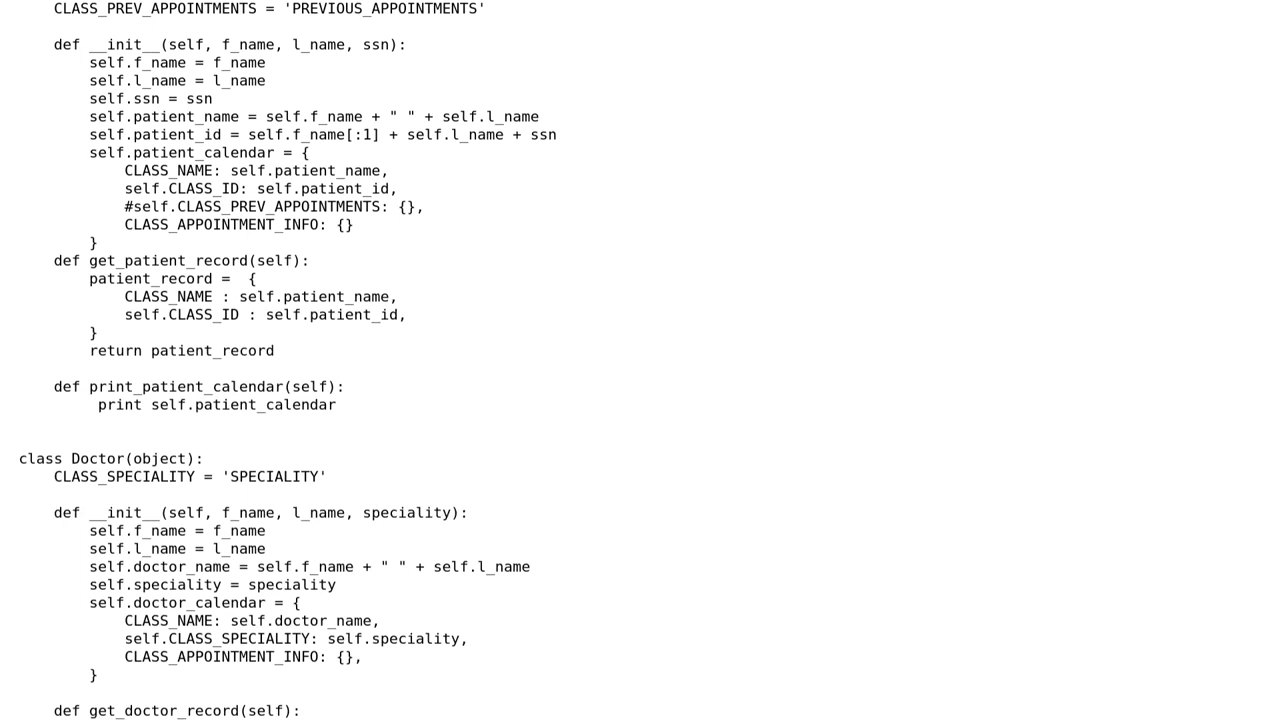 CLASS_PREV_APPOINTMENTS = 'PREVIOUS_APPOINTMENTS'

    def __init__(self, f_name, l_name, ssn):
        self.f_name = f_name
        self.l_name = l_name
        self.ssn = ssn
        self.patient_name = self.f_name + " " + self.l_name
        self.patient_id = self.f_name[:1] + self.l_name + ssn
        self.patient_calendar = {
            CLASS_NAME: self.patient_name,
            self.CLASS_ID: self.patient_id,
            #self.CLASS_PREV_APPOINTMENTS: {},
            CLASS_APPOINTMENT_INFO: {}
        }
    def get_patient_record(self):
        patient_record =  {
            CLASS_NAME : self.patient_name,
            self.CLASS_ID : self.patient_id,
        }
        return patient_record

    def print_patient_calendar(self):
         print self.patient_calendar


class Doctor(object):
    CLASS_SPECIALITY = 'SPECIALITY'

    def __init__(self, f_name, l_name, speciality):
        self.f_name = f_name
        self.l_name = l_name
        self.doctor_name = self.f_name + " " + self.l_name
        self.speciality = speciality
        self.doctor_calendar = {
            CLASS_NAME: self.doctor_name,
            self.CLASS_SPECIALITY: self.speciality,
            CLASS_APPOINTMENT_INFO: {},
        }

    def get_doctor_record(self):